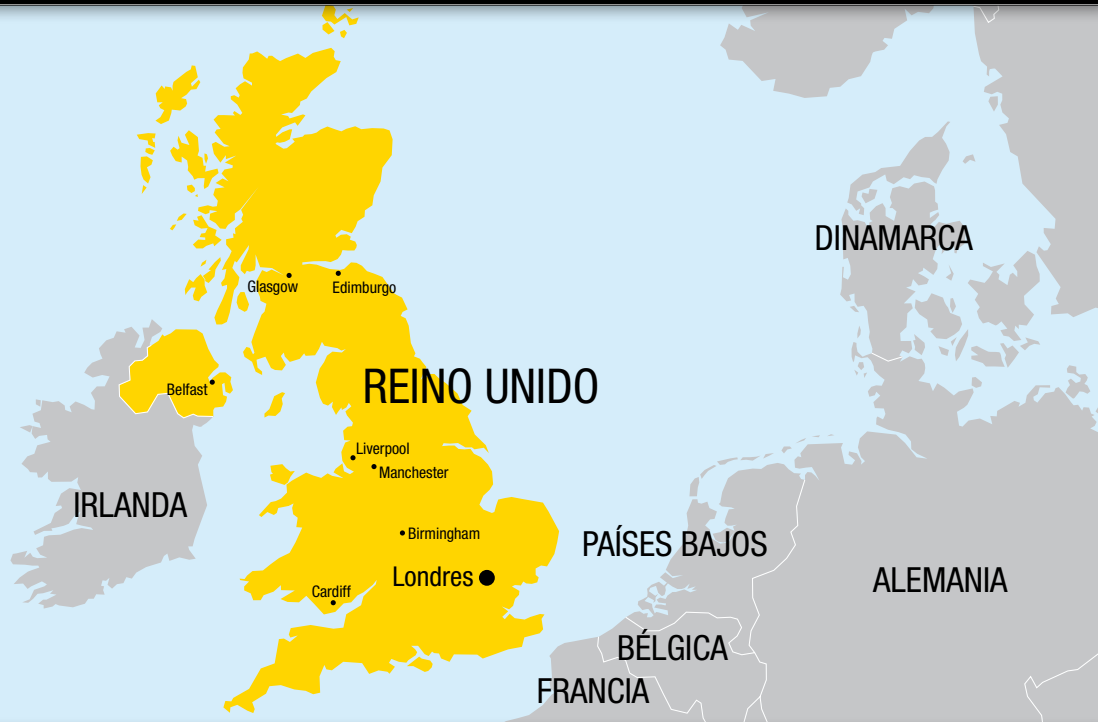 DINAMARCA
Glasgow
Edimburgo
REINO UNIDO
Belfast
Liverpool
Manchester
IRLANDA
Birmingham
PAÍSES BAJOS
Londres
ALEMANIA
Cardiff
BÉLGICA
FRANCIA